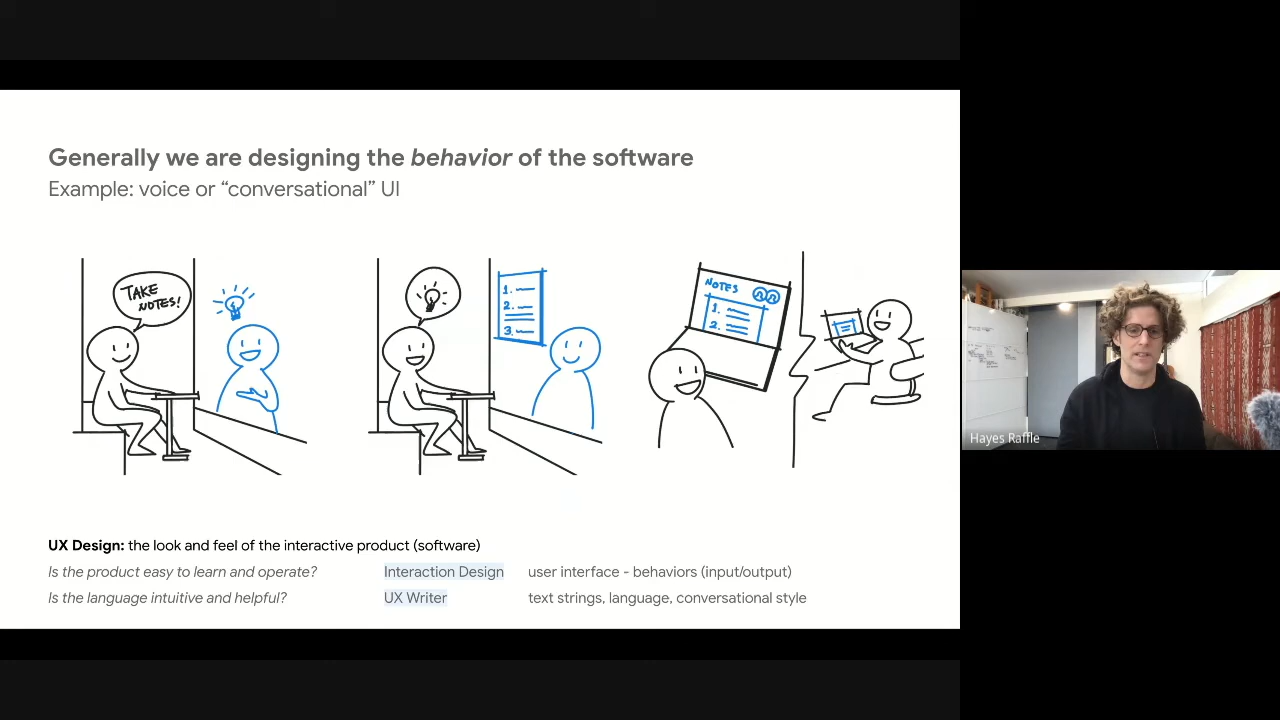 Generally we are designing the behavior of the software
Example: voice or “conversational” UI
TAKE
NOTES!
1.
2.
3.
NOTES
1.
2.
UX Design: the look and feel of the interactive product (software)
Is the product easy to learn and operate? Interaction Design user interface - behaviors (input/output)
Is the language intuitive and helpful? UX Writer text strings, language, conversational style
Hayes Raffle